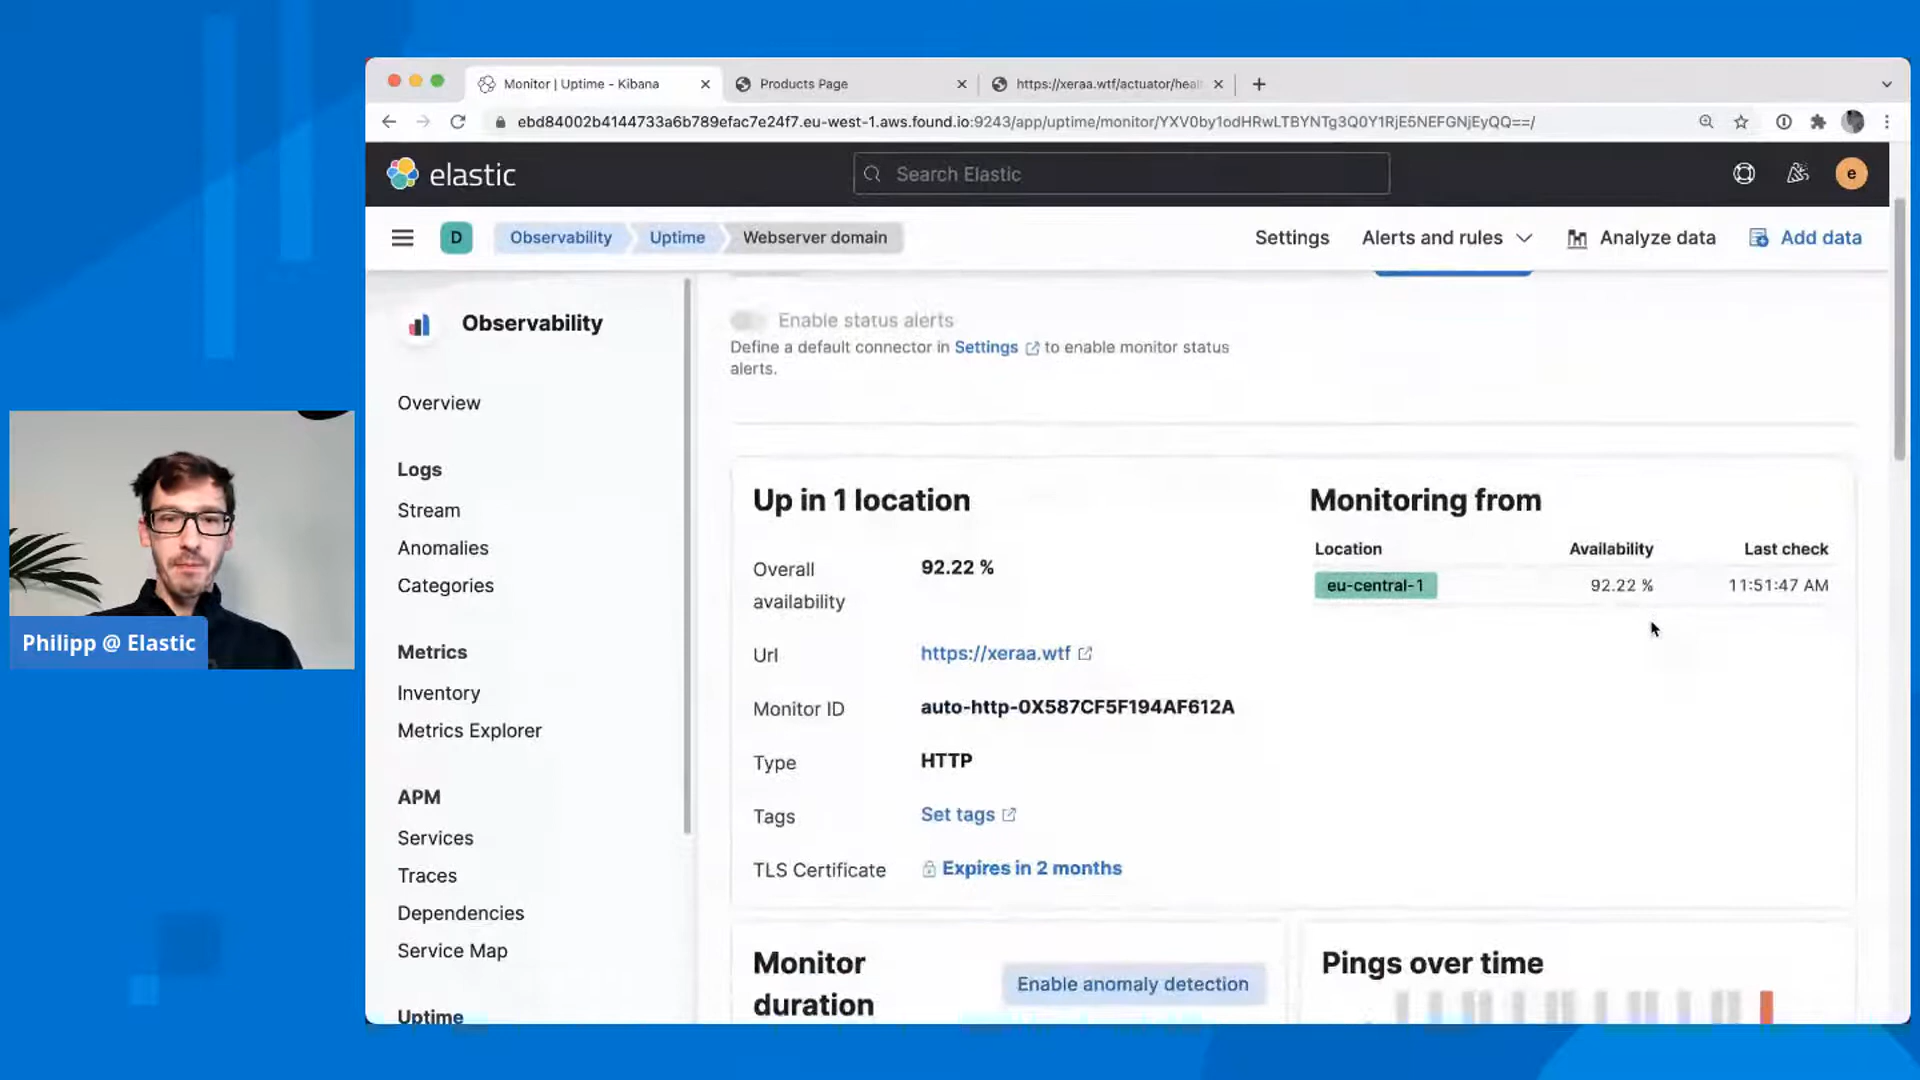 Monitor | Uptime - Kibana
Products Page
https://xeraa.wtf/actuator/heal
ebd84002b4144733a6b789efac7e24f7.eu-west-1.aws.found.io:9243/app/uptime/monitor/YXV0by1odHRwLTBYNTg3Q0Y1RjE5NEFGNjEyQQ==/
elastic
Search Elastic
e
D
Observability
Uptime
Webserver domain
Settings
Alerts and rules
Analyze data
Add data
Observability
Overview
Logs
Stream
Anomalies
Categories
Metrics
Inventory
Metrics Explorer
APM
Services
Traces
Dependencies
Service Map
Uptime
Enable status alerts
Define a default connector in Settings to enable monitor status
alerts.
Up in 1 location
Overall
availability
92.22 %
Url
https://xeraa.wtf
Monitor ID
auto-http-0X587CF5F194AF612A
Type
HTTP
Tags
Set tags
TLS Certificate
Expires in 2 months
Monitoring from
Location Availability Last check
eu-central-1 92.22 % 11:51:47 AM
Monitor
duration
Enable anomaly detection
Pings over time
Philipp @ Elastic